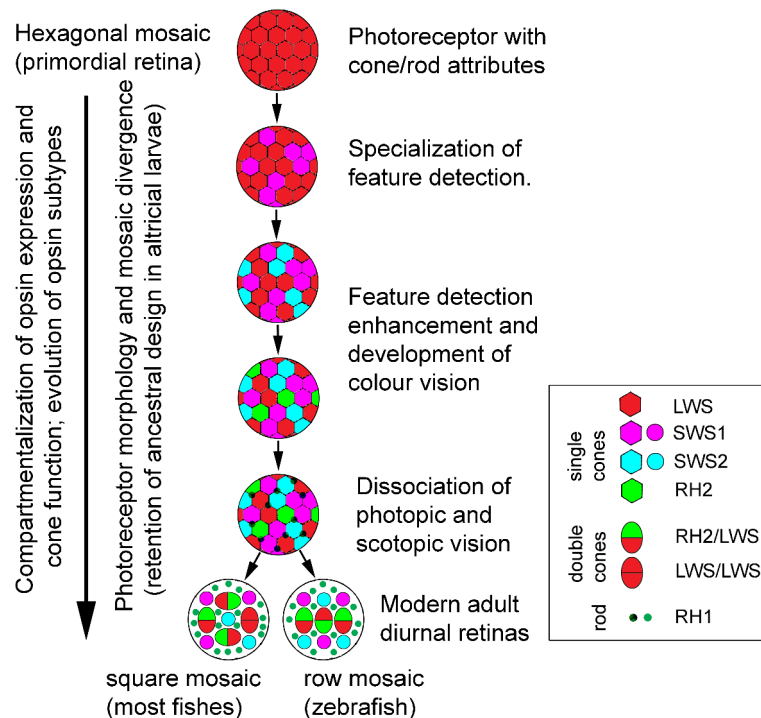 Hexagonal mosaic
(primordial retina)
Photoreceptor with
cone/rod attributes
Compartmentalization of opsin expression and
cone function; evolution of opsin subtypes
Photoreceptor morphology and mosaic divergence
(retention of ancestral design in altricial larvae)
Specialization of
feature detection.
Feature detection
enhancement and
development of
colour vision
Dissociation of
photopic and
scotopic vision
Modern adult
diurnal retinas
square mosaic
(most fishes)
row mosaic
(zebrafish)
single
cones
LWS
SWS1
SWS2
RH2
double
cones
RH2/LWS
LWS/LWS
rod
RH1